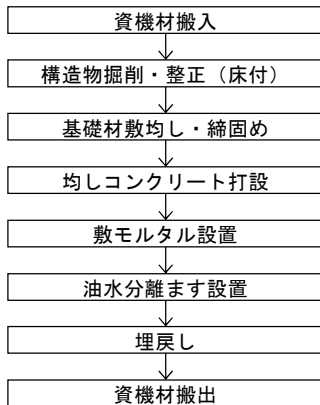 資機材搬入
構造物掘削・整正（床付）
基礎材敷均し・締固め
均しコンクリート打設
敷モルタル設置
油水分離ます設置
埋戻し
資機材搬出